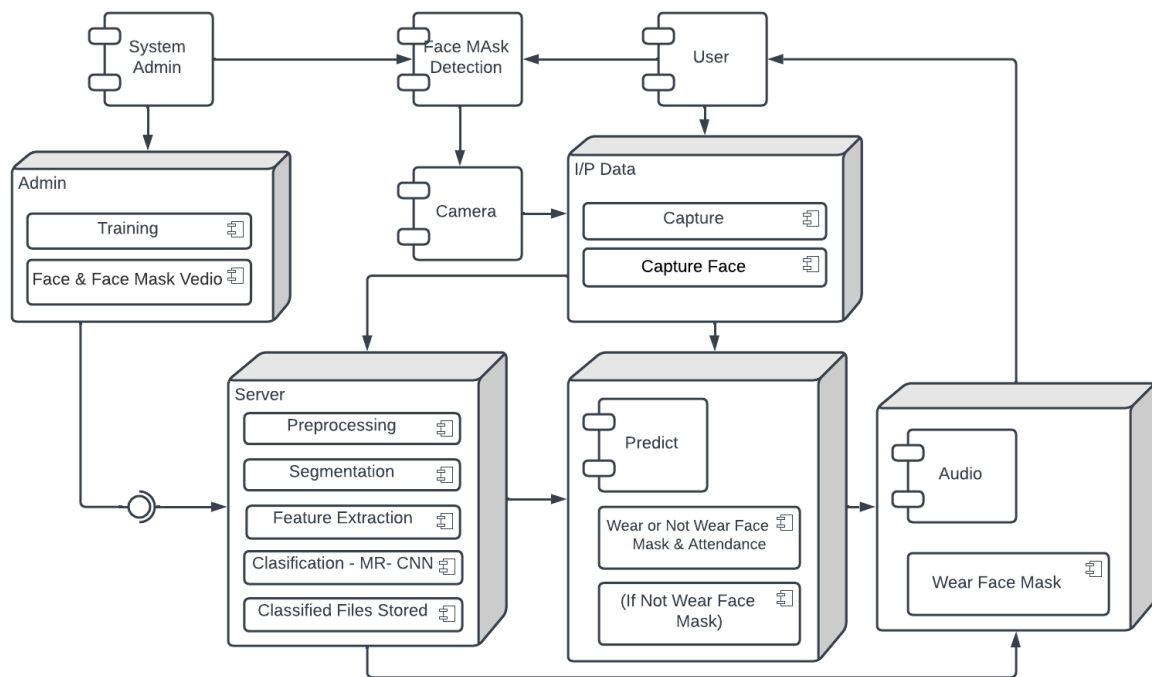 System
Admin
Face MAsk
Detection
User
Admin
Training
Face & Face Mask Vedio
Camera
I/P Data
Capture
Capture Face
Server
Preprocessing
Segmentation
Feature Extraction
Clasification - MR- CNN
Classified Files Stored
Predict
Wear or Not Wear Face
Mask & Attendance
(If Not Wear Face
Mask)
Audio
Wear Face Mask